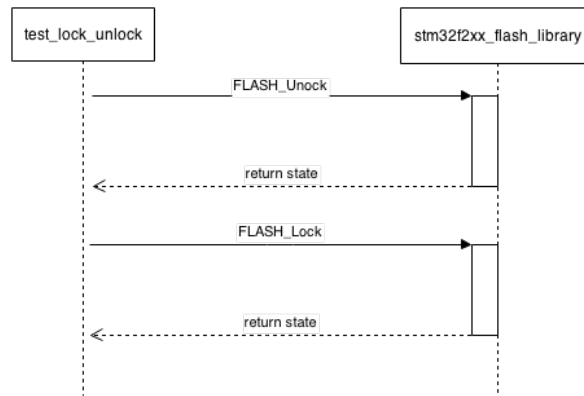 test_lock_unlock
stm32f2xx_flash_library
FLASH_Unock
return state
FLASH_Lock
return state